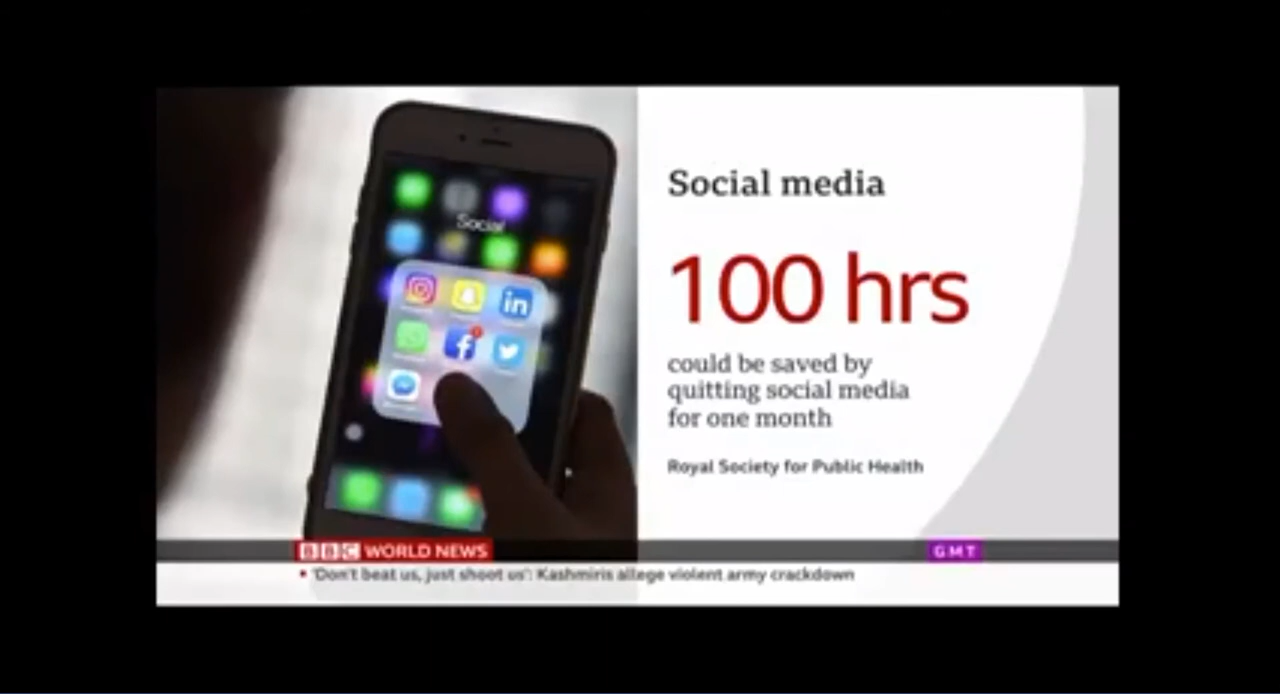 Social
Social media
100 hrs
could be saved by
quitting social media
for one month
Royal Society for Public Health
BBC WORLD NEWS
GMT
• 'Don't beat us, just shoot us': Kashmiris allege violent army crackdown